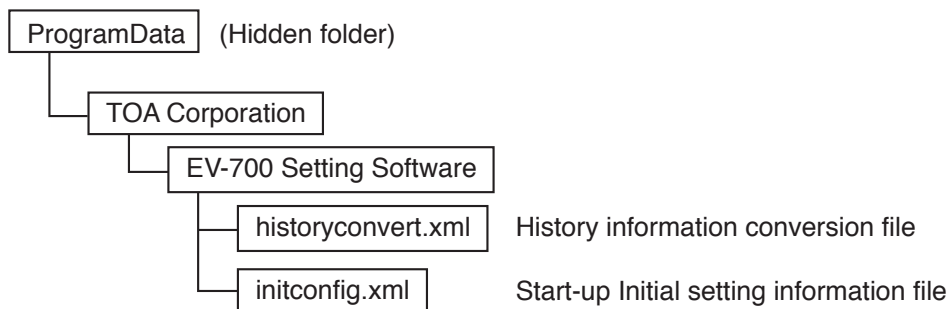 ProgramData (Hidden folder)
TOA Corporation
EV-700 Setting Software
historyconvert.xml History information conversion file
initconfig.xml Start-up Initial setting information file